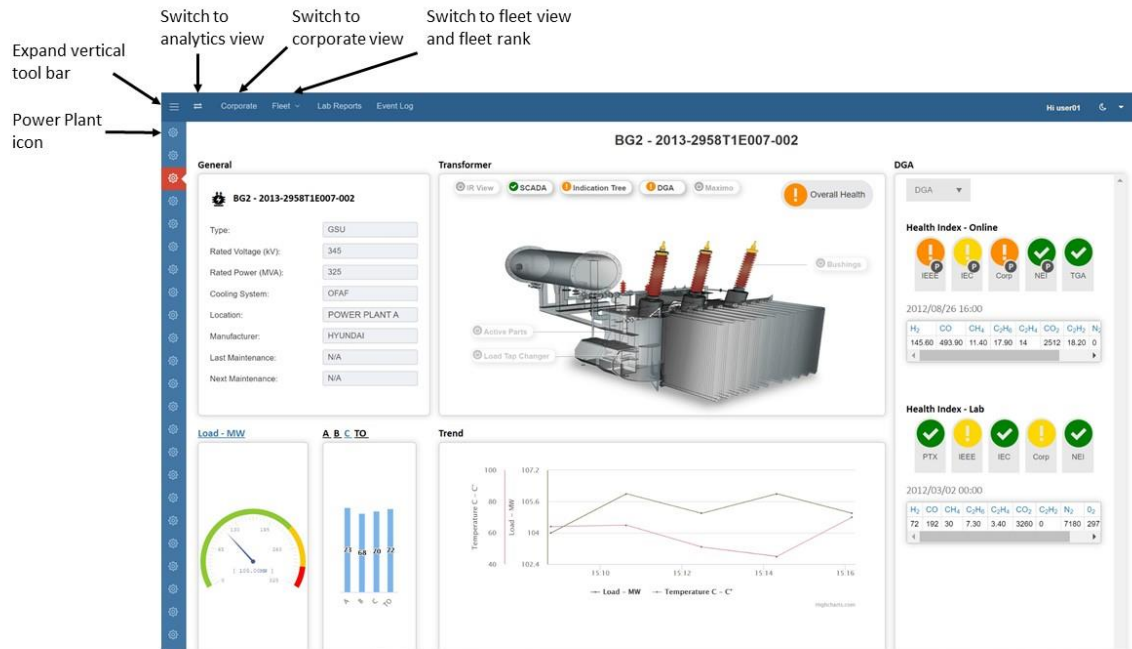 Switch to
analytics view
Switch to
corporate view
Switch to fleet view
and fleet rank
Expand vertical
tool bar
Power Plant
icon
Corporate Fleet Lab Reports Event Log Hi user01
BG2 - 2013-2958T1E007-002
General
BG2 - 2013-2958T1E007-002
Type: GSU
Rated Voltage (kV): 345
Rated Power (MVA): 325
Cooling System: OFAF
Location: POWER PLANT A
Manufacturer: HYUNDAI
Last Maintenance: N/A
Next Maintenance: N/A
Transformer
IR View SCADA Indication Tree DGA Maximo Overall Health
Bushings
Active Parts
Load Tap Changer
DGA
DGA
Health Index - Online
P P P P
IEEE IEC Corp NEI TGA
2012/08/26 16:00
H₂ CO CH₄ C₂H₆ C₂H₄ CO₂ C₂H₂ N₂
145.60 493.90 11.40 17.90 14 2512 18.20 0
Health Index - Lab
PTX IEEE IEC Corp NEI
2012/03/02 00:00
H₂ CO CH₄ C₂H₆ C₂H₄ CO₂ C₂H₂ N₂ O₂
72 192 30 7.30 3.40 3260 0 7180 297
Load - MW
0 325
A B C TO
73 68 70 72
A B C TO
Trend
Temperature C - C°
100
80
60
40
Load - MW
107.2
105.6
104
102.4
15:10 15:12 15:14 15:16
Load - MW Temperature C - C°
Highcharts.com